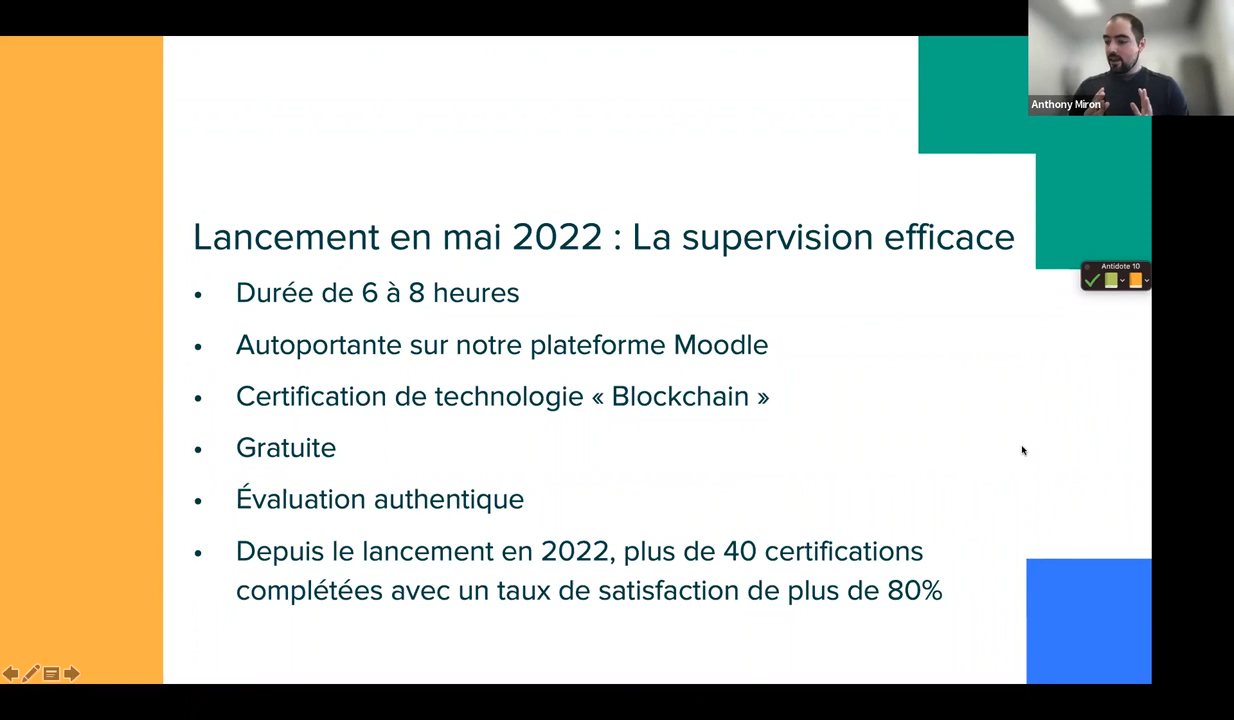 Anthony Miron
Lancement en mai 2022 : La supervision efficace
Antidote 10
• Durée de 6 à 8 heures
• Autoportante sur notre plateforme Moodle
• Certification de technologie « Blockchain »
• Gratuite
• Évaluation authentique
• Depuis le lancement en 2022, plus de 40 certifications
complétées avec un taux de satisfaction de plus de 80%